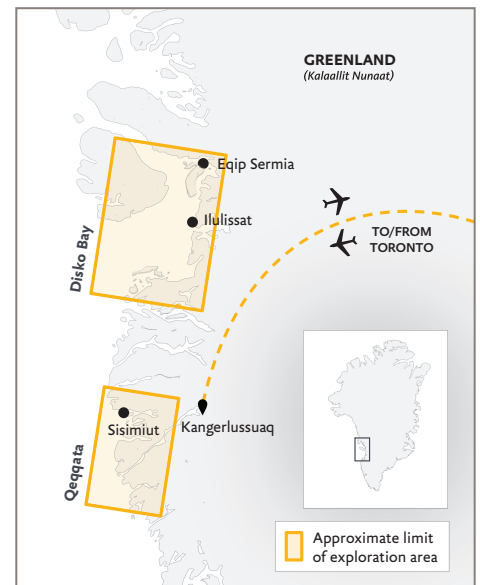 GREENLAND
(Kalaallit Nunaat)
Eqip Sermia
Ilulissat
Disko Bay
TO/FROM
TORONTO
Sisimiut
Kangerlussuaq
Qeqqata
Approximate limit
of exploration area